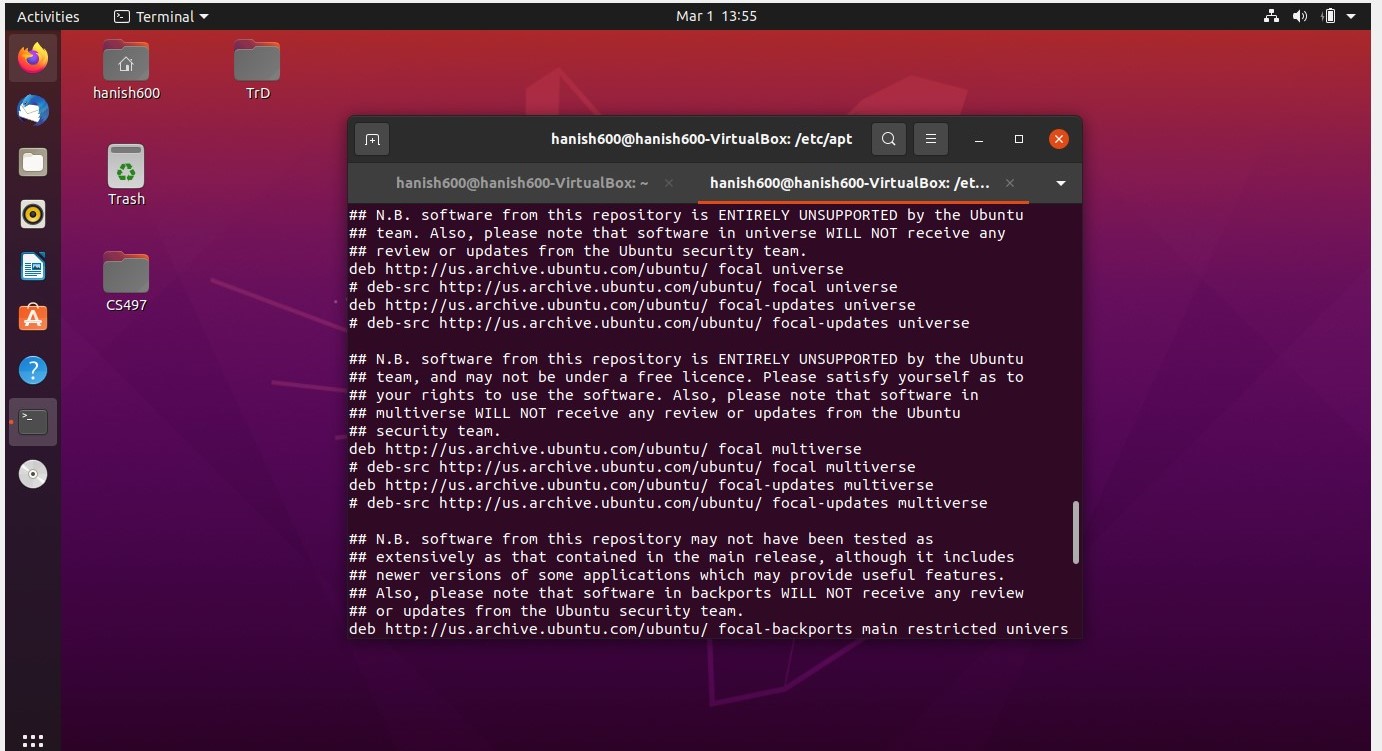 Activities
Terminal
Mar 1 13:55
hanish600
TrD
Trash
CS497
hanish600@hanish600-VirtualBox: /etc/apt
hanish600@hanish600-VirtualBox: ~
hanish600@hanish600-VirtualBox: /et...
## N.B. software from this repository is ENTIRELY UNSUPPORTED by the Ubuntu
## team. Also, please note that software in universe WILL NOT receive any
## review or updates from the Ubuntu security team.
deb http://us.archive.ubuntu.com/ubuntu/ focal universe
# deb-src http://us.archive.ubuntu.com/ubuntu/ focal universe
deb http://us.archive.ubuntu.com/ubuntu/ focal-updates universe
# deb-src http://us.archive.ubuntu.com/ubuntu/ focal-updates universe
## N.B. software from this repository is ENTIRELY UNSUPPORTED by the Ubuntu
## team, and may not be under a free licence. Please satisfy yourself as to
## your rights to use the software. Also, please note that software in
## multiverse WILL NOT receive any review or updates from the Ubuntu
## security team.
deb http://us.archive.ubuntu.com/ubuntu/ focal multiverse
# deb-src http://us.archive.ubuntu.com/ubuntu/ focal multiverse
deb http://us.archive.ubuntu.com/ubuntu/ focal-updates multiverse
# deb-src http://us.archive.ubuntu.com/ubuntu/ focal-updates multiverse
## N.B. software from this repository may not have been tested as
## extensively as that contained in the main release, although it includes
## newer versions of some applications which may provide useful features.
## Also, please note that software in backports WILL NOT receive any review
## or updates from the Ubuntu security team.
deb http://us.archive.ubuntu.com/ubuntu/ focal-backports main restricted univers